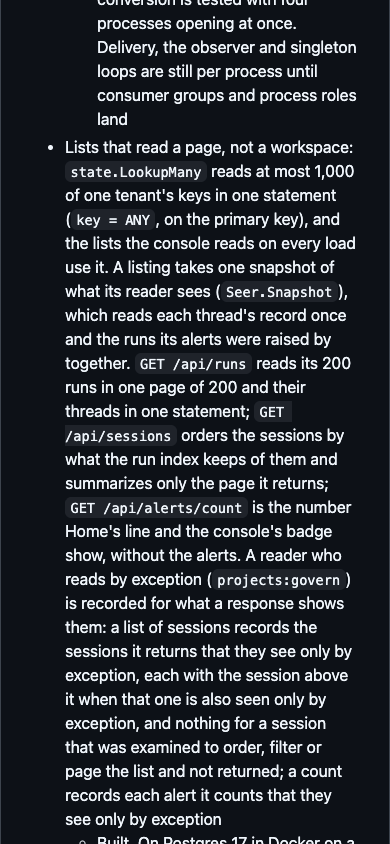 conversion is tested with four
processes opening at once.
Delivery, the observer and singleton
loops are still per process until
consumer groups and process roles
land
• Lists that read a page, not a workspace:
state.LookupMany reads at most 1,000
of one tenant's keys in one statement
( key = ANY , on the primary key), and
the lists the console reads on every load
use it. A listing takes one snapshot of
what its reader sees ( Seer.Snapshot ),
which reads each thread's record once
and the runs its alerts were raised by
together. GET /api/runs reads its 200
runs in one page of 200 and their
threads in one statement; GET
/api/sessions orders the sessions by
what the run index keeps of them and
summarizes only the page it returns;
GET /api/alerts/count is the number
Home's line and the console's badge
show, without the alerts. A reader who
reads by exception ( projects:govern )
is recorded for what a response shows
them: a list of sessions records the
sessions it returns that they see only by
exception, each with the session above
it when that one is also seen only by
exception, and nothing for a session
that was examined to order, filter or
page the list and not returned; a count
records each alert it counts that they
see only by exception
◦ Built. On Postgres 17 in Docker on a